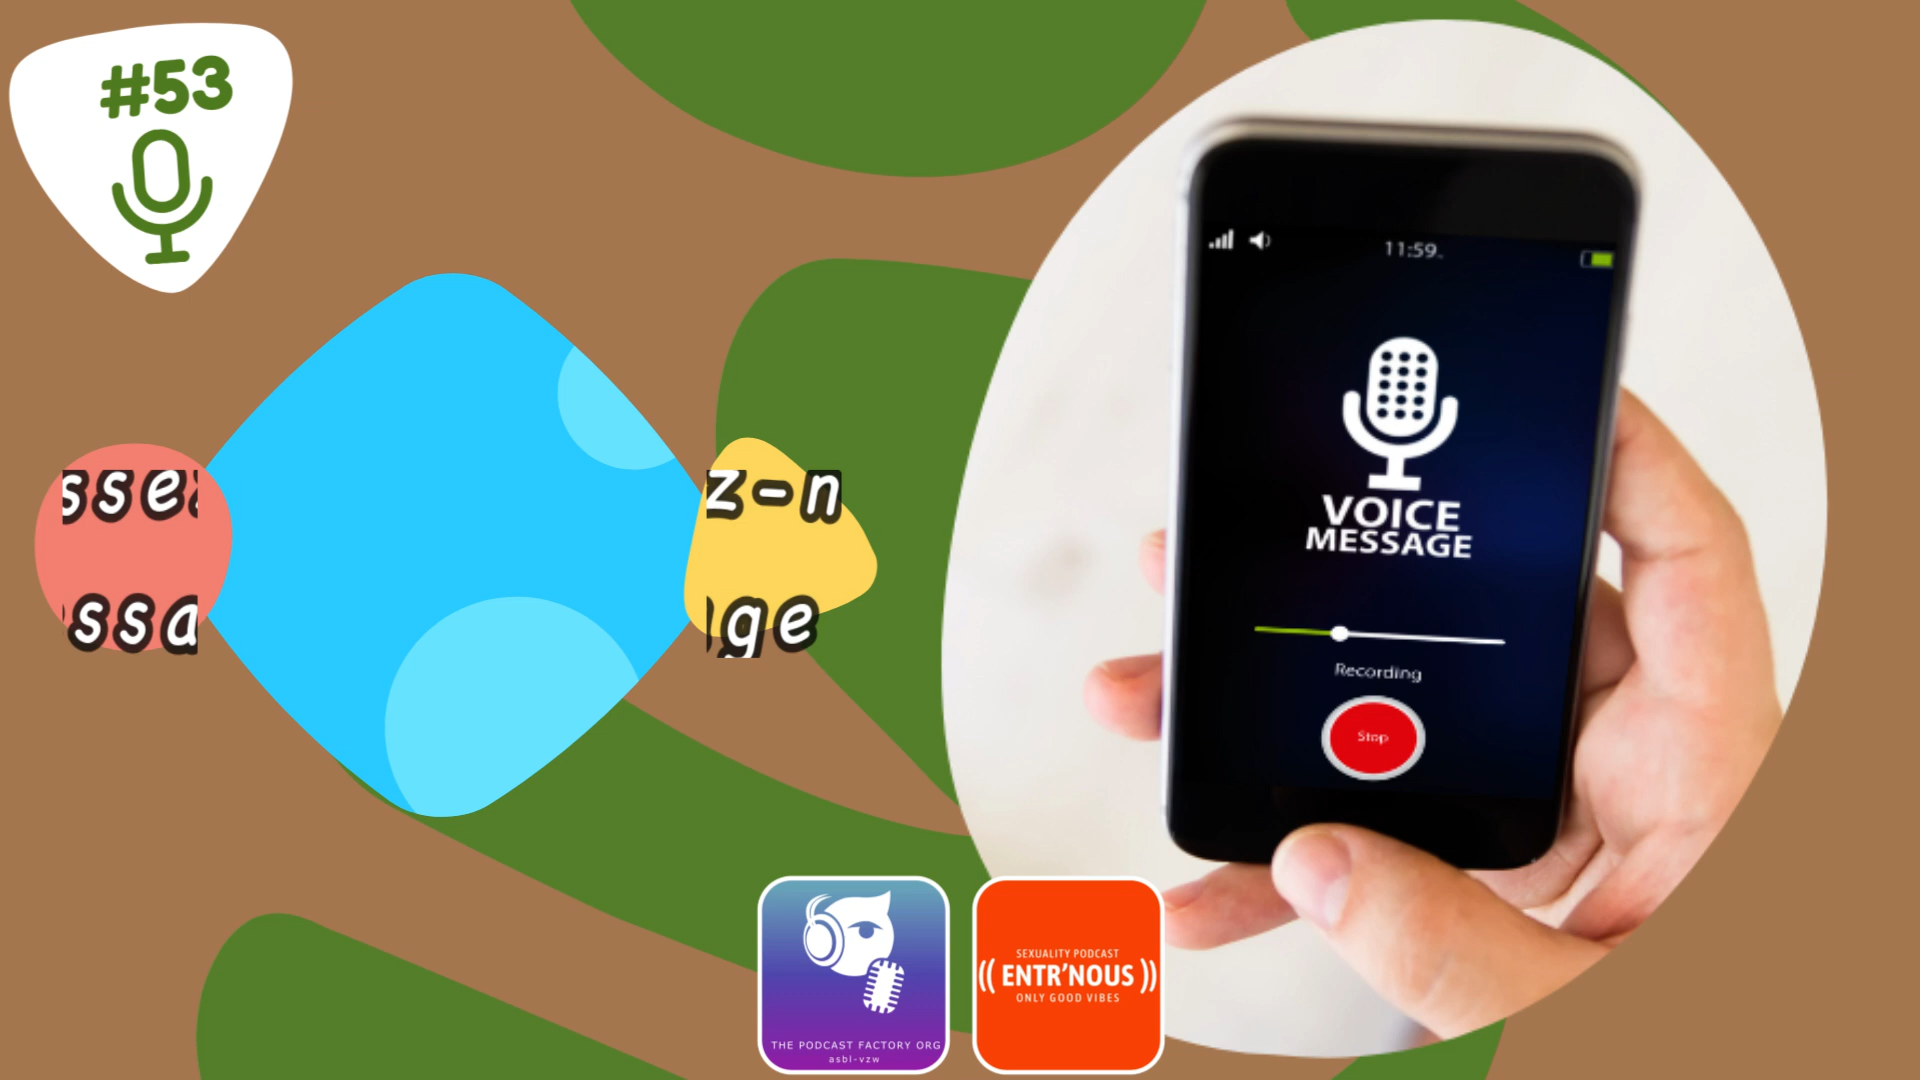 #53
sse
z-n
ssa
ge
11:59
VOICE
MESSAGE
Recording
Stop
THE PODCAST FACTORY ORG
asbl-vzw
SEXUALITY PODCAST
(( ENTR'NOUS ))
ONLY GOOD VIBES